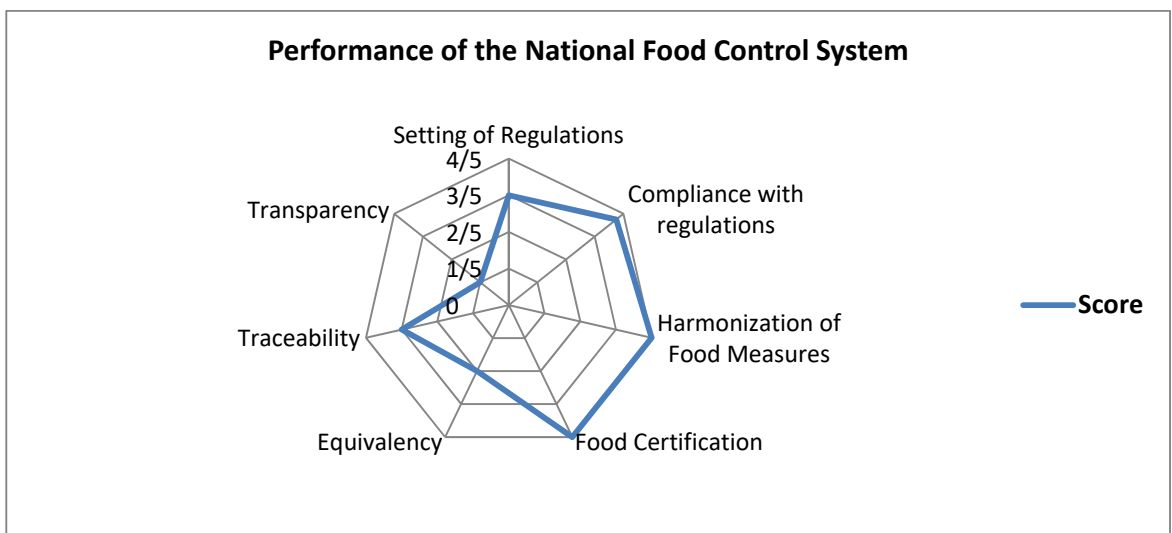 Performance of the National Food Control System
Setting of Regulations
4/5
Compliance with
regulations
3/5
Transparency
2/5
1/5
0
Score
Harmonization of
Food Measures
Traceability
Equivalency
Food Certification